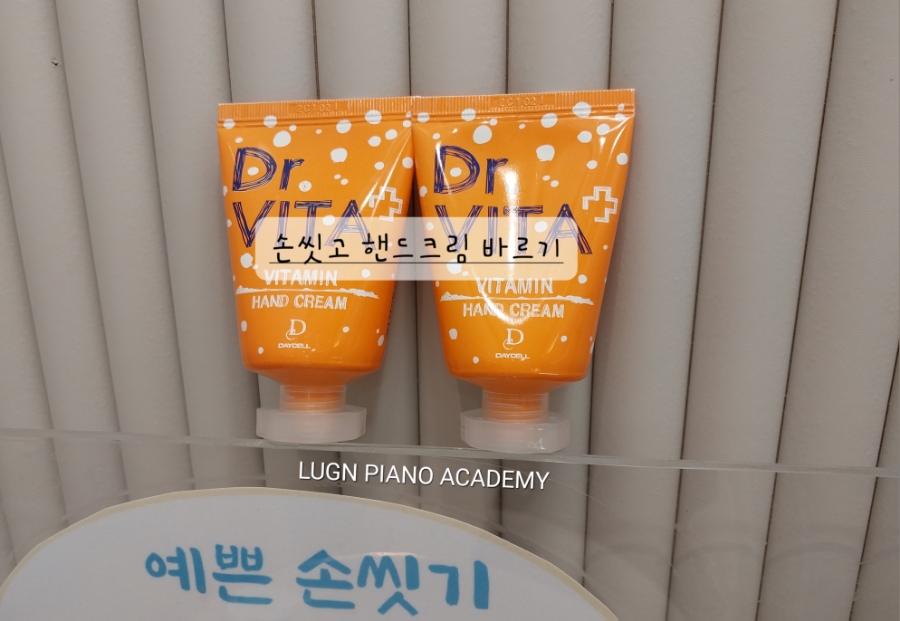 Dr
VITA
VITAMIN
HAND CREAM
D
DAYCELL
Dr
VITA
VITAMIN
HAND CREAM
D
DAYCELL
손씻고 핸드크림 바르기
LUGN PIANO ACADEMY
예쁜 손씻기